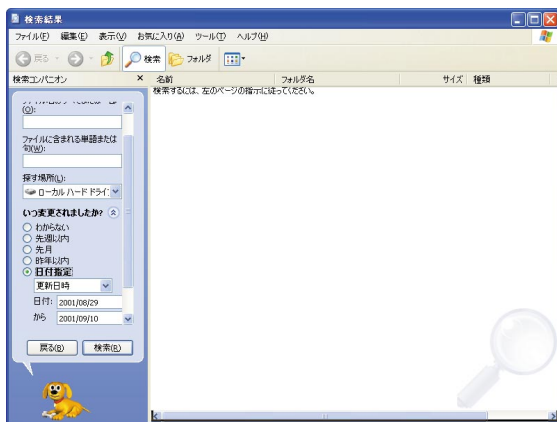 検索結果
ファイル(F) 編集(E) 表示(V) お気に入り(A) ツール(T) ヘルプ(H)
戻る 検索 フォルダ
検索コンパニオン × 名前 フォルダ名 サイズ 種類
検索するには、左のページの指示に従ってください。
(O):
ファイルに含まれる単語または
句(W):
探す場所(L):
ローカル ハード ドライ
いつ変更されましたか?
わからない
先週以内
先月
昨年以内
日付指定
更新日時
日付: 2001/08/29
から 2001/09/10
戻る(B) 検索(R)